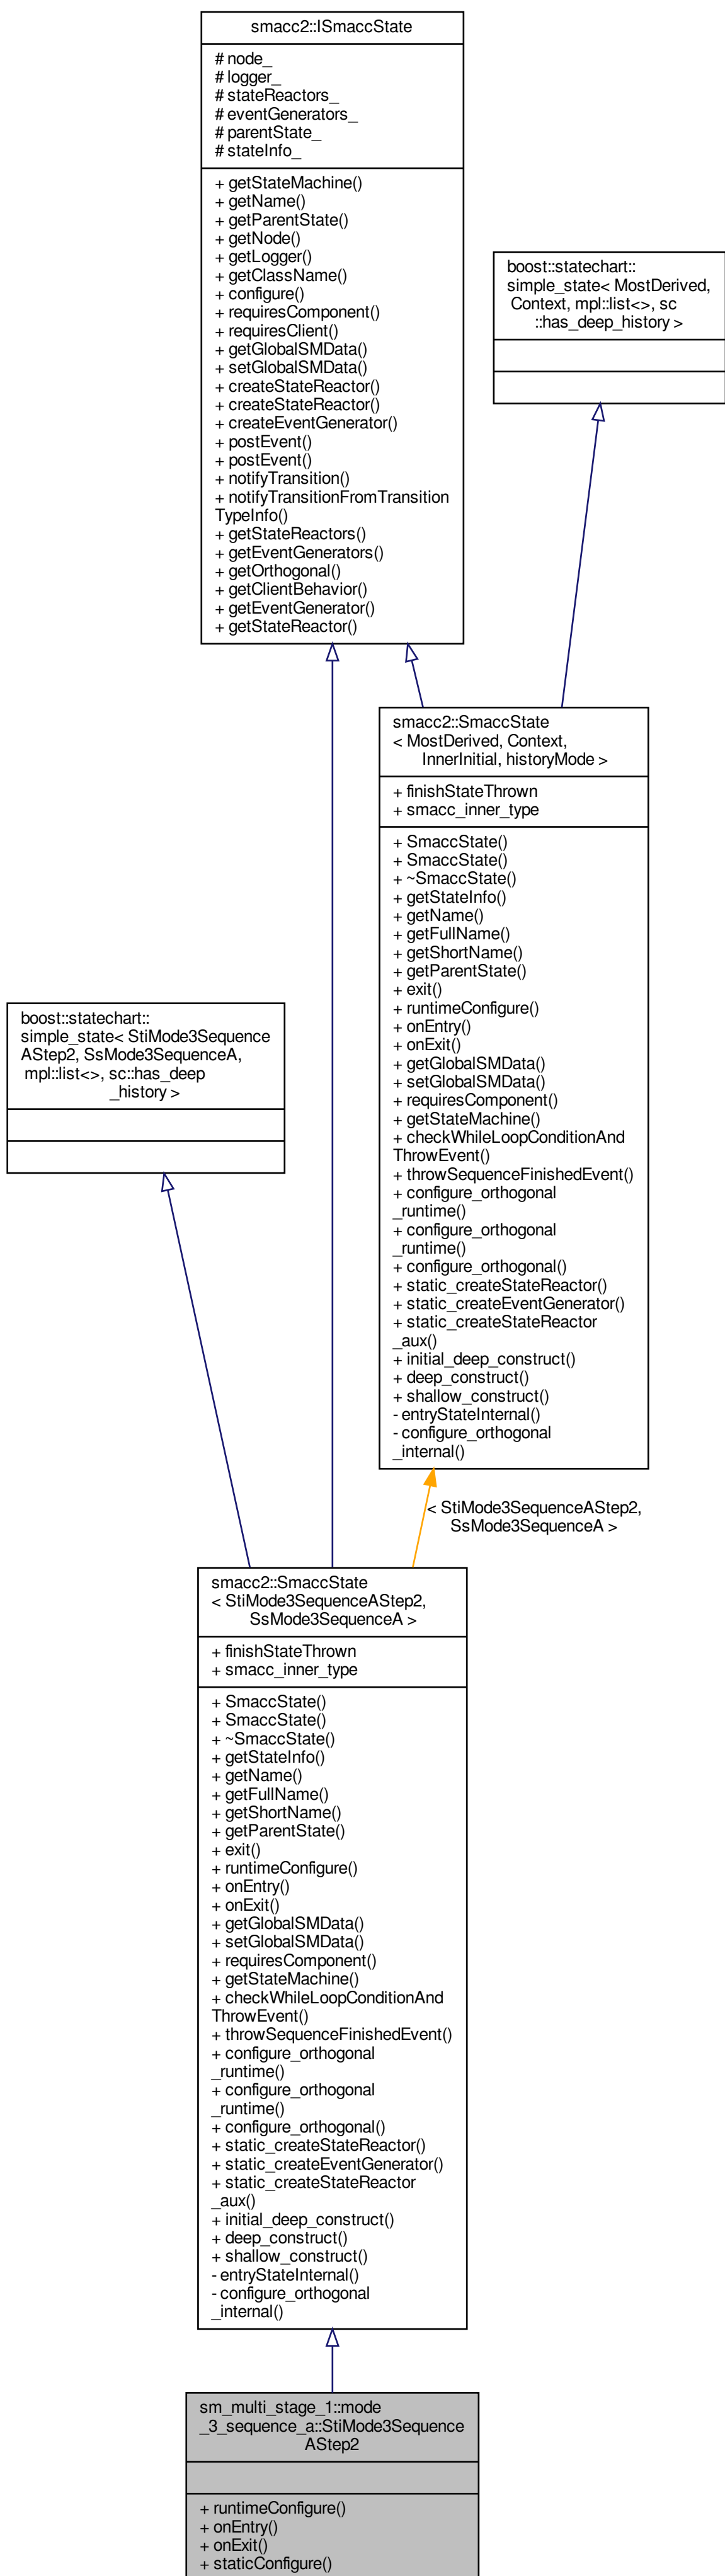 smacc2::ISmaccState
# node_
# logger_
# stateReactors_
# eventGenerators_
# parentState_
# stateInfo_
+ getStateMachine()
+ getName()
+ getParentState()
+ getNode()
+ getLogger()
+ getClassName()
+ configure()
+ requiresComponent()
+ requiresClient()
+ getGlobalSMData()
+ setGlobalSMData()
+ createStateReactor()
+ createStateReactor()
+ createEventGenerator()
+ postEvent()
+ postEvent()
+ notifyTransition()
+ notifyTransitionFromTransition
TypeInfo()
+ getStateReactors()
+ getEventGenerators()
+ getOrthogonal()
+ getClientBehavior()
+ getEventGenerator()
+ getStateReactor()
boost::statechart::
simple_state< MostDerived,
Context, mpl::list<>, sc
::has_deep_history >
smacc2::SmaccState
< MostDerived, Context,
InnerInitial, historyMode >
+ finishStateThrown
+ smacc_inner_type
+ SmaccState()
+ SmaccState()
+ ~SmaccState()
+ getStateInfo()
+ getName()
+ getFullName()
+ getShortName()
+ getParentState()
+ exit()
+ runtimeConfigure()
+ onEntry()
+ onExit()
+ getGlobalSMData()
+ setGlobalSMData()
+ requiresComponent()
+ getStateMachine()
+ checkWhileLoopConditionAnd
ThrowEvent()
+ throwSequenceFinishedEvent()
+ configure_orthogonal
_runtime()
+ configure_orthogonal
_runtime()
+ configure_orthogonal()
+ static_createStateReactor()
+ static_createEventGenerator()
+ static_createStateReactor
_aux()
+ initial_deep_construct()
+ deep_construct()
+ shallow_construct()
- entryStateInternal()
- configure_orthogonal
_internal()
boost::statechart::
simple_state< StiMode3Sequence
AStep2, SsMode3SequenceA,
mpl::list<>, sc::has_deep
_history >
< StiMode3SequenceAStep2,
SsMode3SequenceA >
smacc2::SmaccState
< StiMode3SequenceAStep2,
SsMode3SequenceA >
+ finishStateThrown
+ smacc_inner_type
+ SmaccState()
+ SmaccState()
+ ~SmaccState()
+ getStateInfo()
+ getName()
+ getFullName()
+ getShortName()
+ getParentState()
+ exit()
+ runtimeConfigure()
+ onEntry()
+ onExit()
+ getGlobalSMData()
+ setGlobalSMData()
+ requiresComponent()
+ getStateMachine()
+ checkWhileLoopConditionAnd
ThrowEvent()
+ throwSequenceFinishedEvent()
+ configure_orthogonal
_runtime()
+ configure_orthogonal
_runtime()
+ configure_orthogonal()
+ static_createStateReactor()
+ static_createEventGenerator()
+ static_createStateReactor
_aux()
+ initial_deep_construct()
+ deep_construct()
+ shallow_construct()
- entryStateInternal()
- configure_orthogonal
_internal()
sm_multi_stage_1::mode
_3_sequence_a::StiMode3Sequence
AStep2
+ runtimeConfigure()
+ onEntry()
+ onExit()
+ staticConfigure()